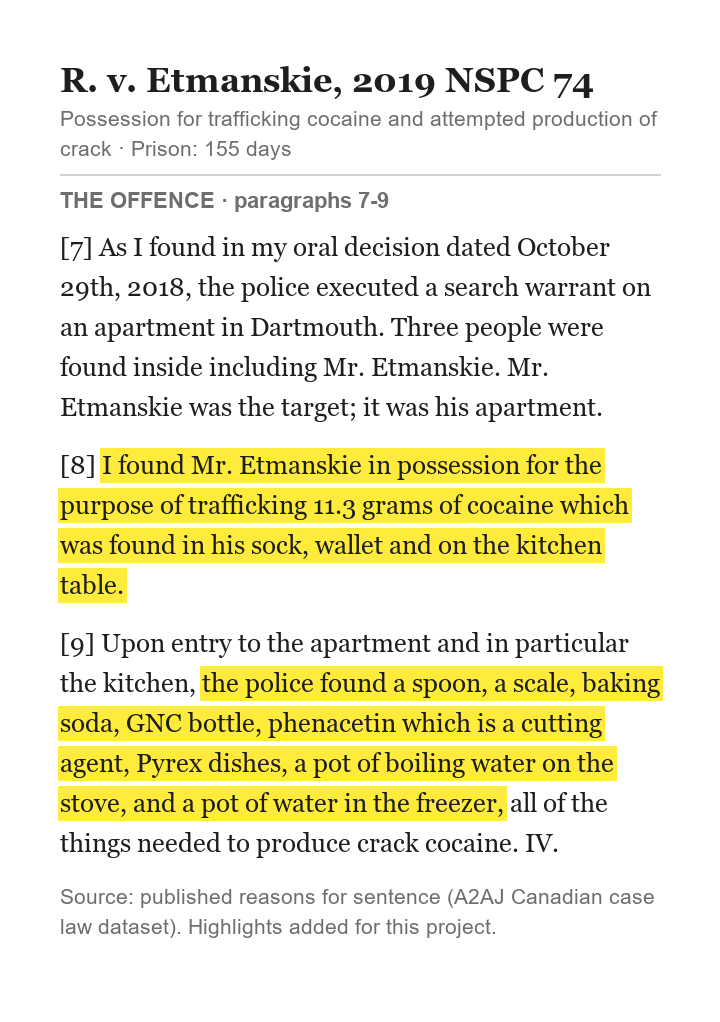 R. v. Etmanskie, 2019 NSPC 74
Possession for trafficking cocaine and attempted production of
crack · Prison: 155 days
THE OFFENCE · paragraphs 7-9
[7] As I found in my oral decision dated October
29th, 2018, the police executed a search warrant on
an apartment in Dartmouth. Three people were
found inside including Mr. Etmanskie. Mr.
Etmanskie was the target; it was his apartment.
[8] I found Mr. Etmanskie in possession for the
purpose of trafficking 11.3 grams of cocaine which
was found in his sock, wallet and on the kitchen
table.
[9] Upon entry to the apartment and in particular
the kitchen, the police found a spoon, a scale, baking
soda, GNC bottle, phenacetin which is a cutting
agent, Pyrex dishes, a pot of boiling water on the
stove, and a pot of water in the freezer, all of the
things needed to produce crack cocaine. IV.
Source: published reasons for sentence (A2AJ Canadian case
law dataset). Highlights added for this project.